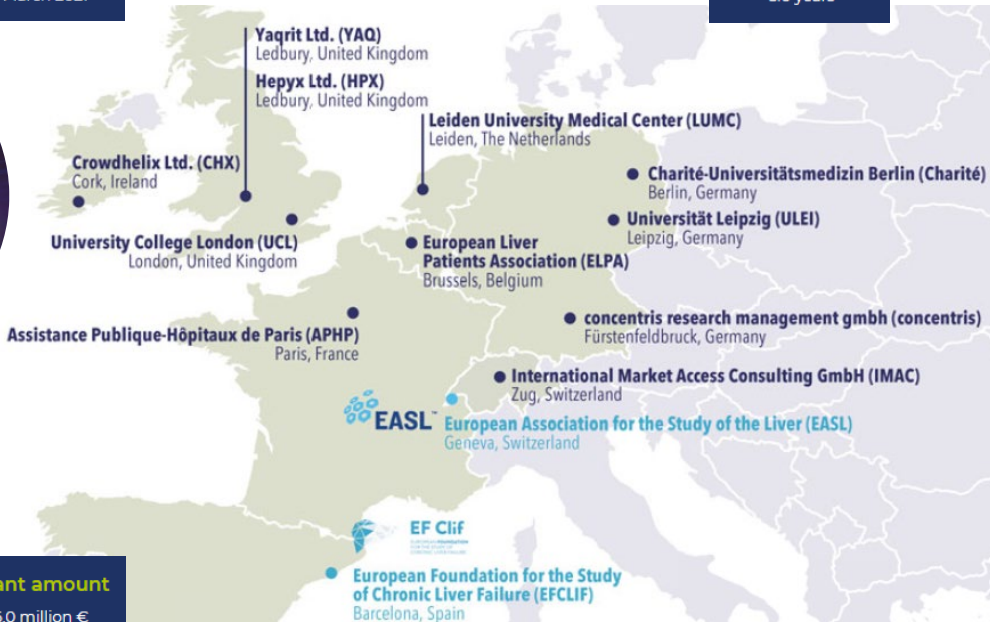 Yaqrit Ltd. (YAQ)
Ledbury, United Kingdom
Hepyx Ltd. (HPX)
Ledbury, United Kingdom
Leiden University Medical Center (LUMC)
Leiden, The Netherlands
Crowdhelix Ltd. (CHX)
Cork, Ireland
Charité-Universitätsmedizin Berlin (Charité)
Berlin, Germany
Universität Leipzig (ULEI)
Leipzig, Germany
University College London (UCL)
London, United Kingdom
European Liver
Patients Association (ELPA)
Brussels, Belgium
concentris research management gmbh (concentris)
Fürstenfeldbruck, Germany
Assistance Publique-Hôpitaux de Paris (APHP)
Paris, France
International Market Access Consulting GmbH (IMAC)
Zug, Switzerland
EASL™
European Association for the Study of the Liver (EASL)
Geneva, Switzerland
EF Clif
European Foundation for the Study
of Chronic Liver Failure (EFCLIF)
Barcelona, Spain
amount
million €